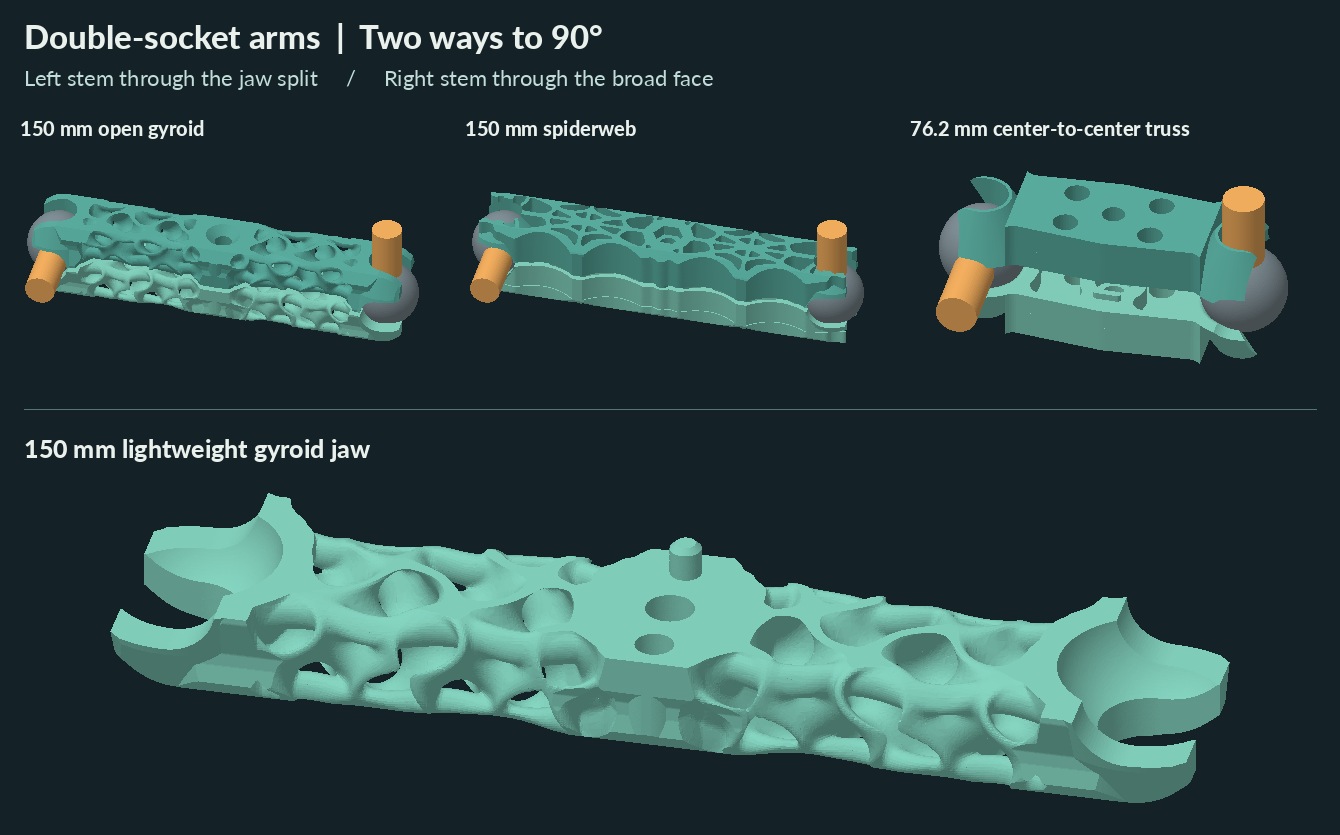 Double-socket arms | Two ways to 90°
Left stem through the jaw split / Right stem through the broad face
150 mm open gyroid
150 mm spiderweb
76.2 mm center-to-center truss
150 mm lightweight gyroid jaw